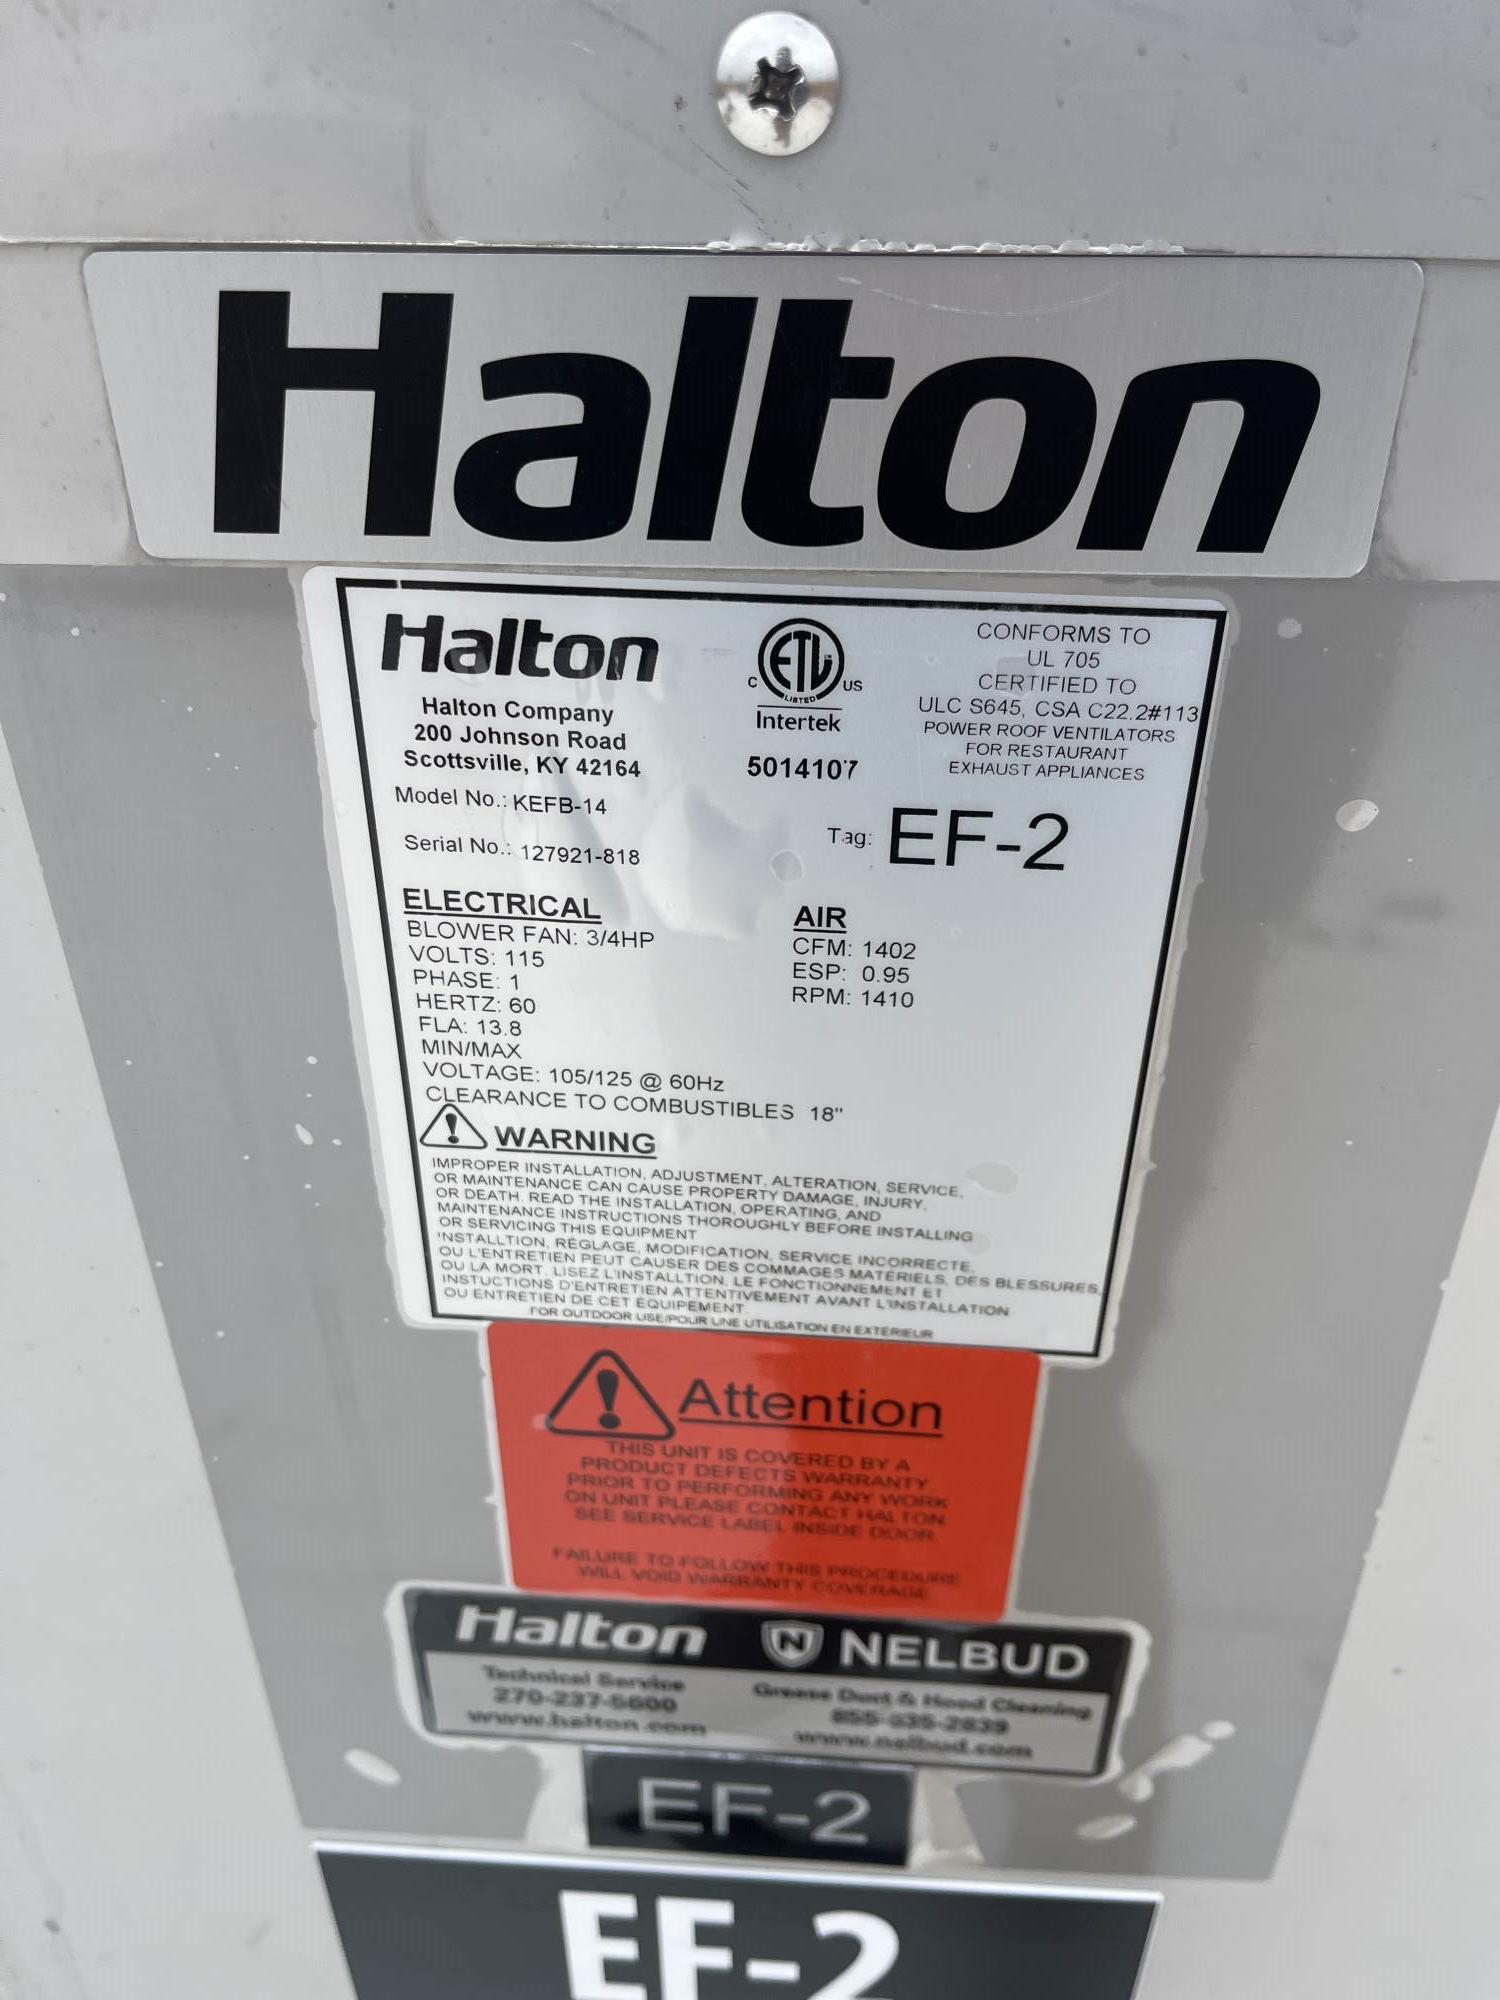 Halton
Halton
Halton Company
200 Johnson Road
Scottsville, KY 42164
Model No.: KEFB-14
Serial No.: 127921-818
ETL
LISTED
C US
Intertek
5014107
CONFORMS TO
UL 705
CERTIFIED TO
ULC S645, CSA C22.2#113
POWER ROOF VENTILATORS
FOR RESTAURANT
EXHAUST APPLIANCES
Tag: EF-2
ELECTRICAL
BLOWER FAN: 3/4HP
VOLTS: 115
PHASE: 1
HERTZ: 60
FLA: 13.8
MIN/MAX
VOLTAGE: 105/125 @ 60Hz
CLEARANCE TO COMBUSTIBLES 18"
AIR
CFM: 1402
ESP: 0.95
RPM: 1410
WARNING
IMPROPER INSTALLATION, ADJUSTMENT, ALTERATION, SERVICE,
OR MAINTENANCE CAN CAUSE PROPERTY DAMAGE, INJURY,
OR DEATH. READ THE INSTALLATION, OPERATING, AND
MAINTENANCE INSTRUCTIONS THOROUGHLY BEFORE INSTALLING
OR SERVICING THIS EQUIPMENT
INSTALLTION, RÉGLAGE, MODIFICATION, SERVICE INCORRECTE,
OU L'ENTRETIEN PEUT CAUSER DES COMMAGES MATÉRIELS, DES BLESSURES,
OU LA MORT. LISEZ L'INSTALLTION, LE FONCTIONNEMENT ET
INSTUCTIONS D'ENTRETIEN ATTENTIVEMENT AVANT L'INSTALLATION
OU ENTRETIEN DE CET ÉQUIPEMENT.
FOR OUTDOOR USE/POUR UNE UTILISATION EN EXTÉRIEUR
Attention
THIS UNIT IS COVERED BY A
PRODUCT DEFECTS WARRANTY
PRIOR TO PERFORMING ANY WORK
ON UNIT PLEASE CONTACT HALTON
SEE SERVICE LABEL INSIDE DOOR.
FAILURE TO FOLLOW THIS PROCEDURE
WILL VOID WARRANTY COVERAGE
Halton
Technical Service
270-237-5600
www.halton.com
N NELBUD
Grease Duct & Hood Cleaning
855-635-2839
www.nelbud.com
EF-2
EF-2